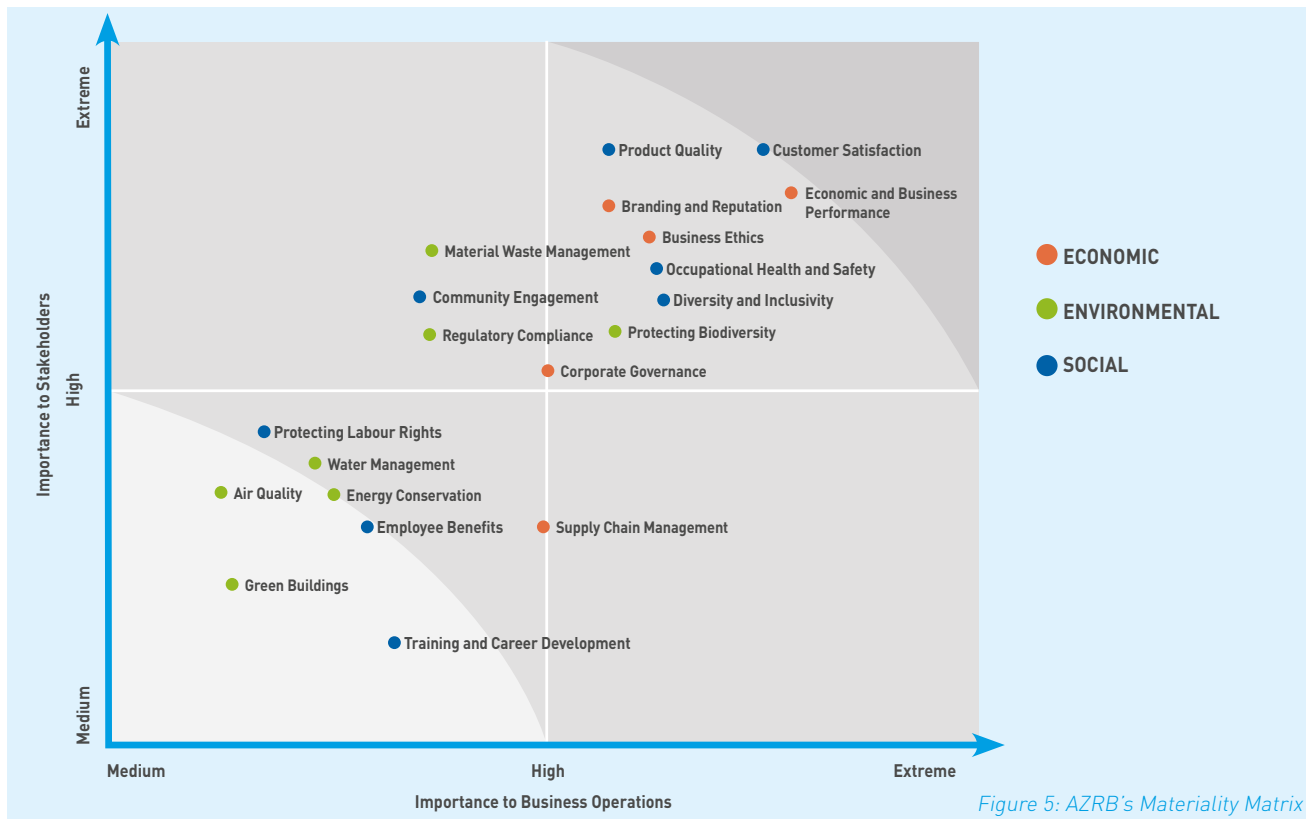 Extreme
Importance to Stakeholders
High
Medium
Product Quality
Customer Satisfaction
Economic and Business
Performance
Branding and Reputation
Business Ethics
Material Waste Management
Occupational Health and Safety
Community Engagement
Diversity and Inclusivity
Regulatory Compliance
Protecting Biodiversity
Corporate Governance
Protecting Labour Rights
Water Management
Air Quality
Energy Conservation
Employee Benefits
Supply Chain Management
Green Buildings
Training and Career Development
ECONOMIC
ENVIRONMENTAL
SOCIAL
Medium
High
Extreme
Importance to Business Operations
Figure 5: AZRB's Materiality Matrix